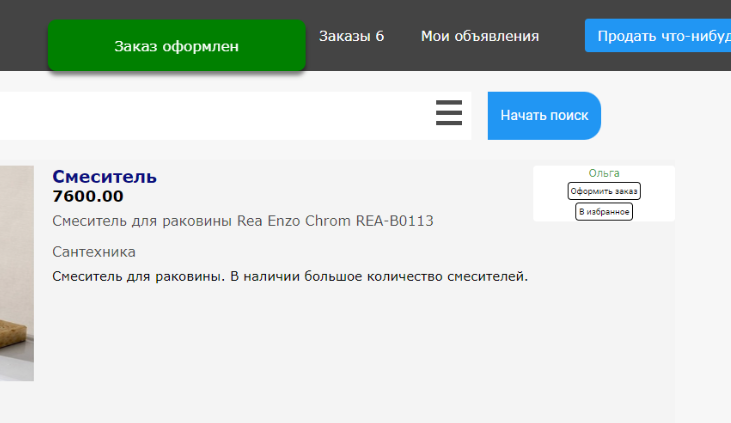 Заказ оформлен
Заказы 6
Мои объявления
Продать что-нибуд
Начать поиск
Смеситель
7600.00
Смеситель для раковины Rea Enzo Chrom REA-B0113
Сантехника
Смеситель для раковины. В наличии большое количество смесителей.
Ольга
Оформить заказ
В избранное